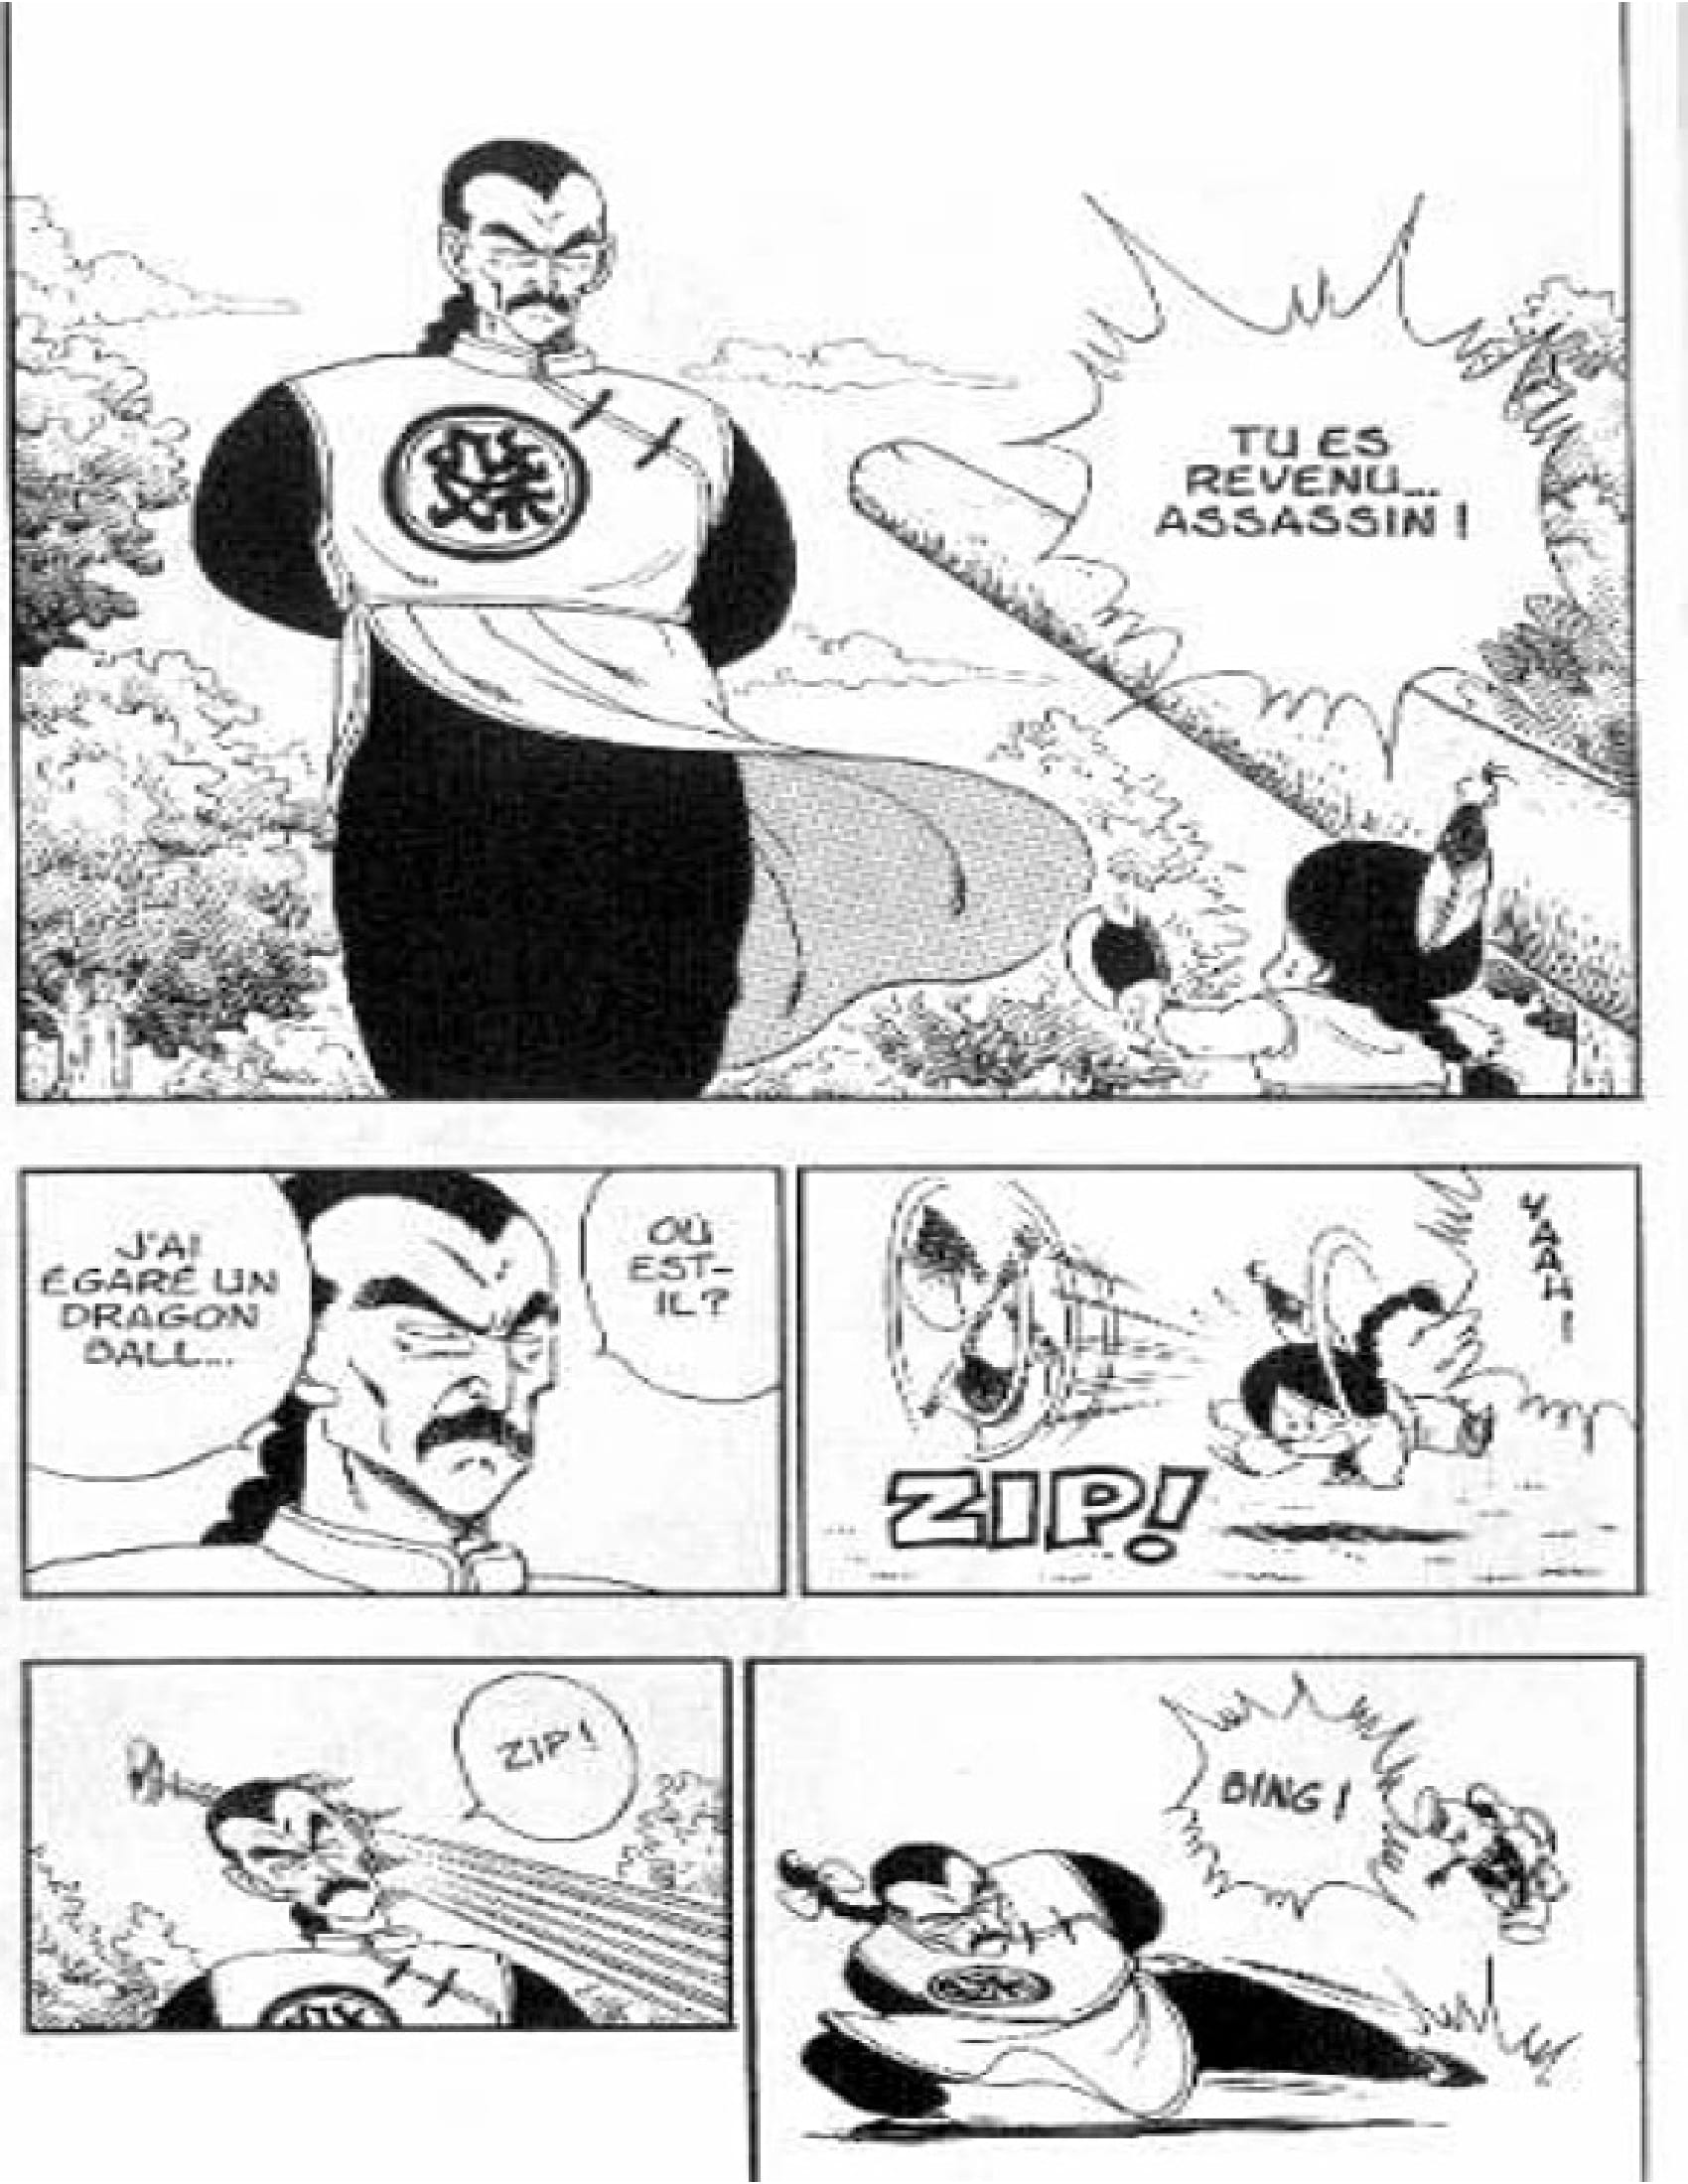 TU ES
REVENU...
ASSASSIN !
J'AI
ÉGARÉ UN
DRAGON
BALL...
OÙ
EST-
IL?
YAAH !
ZIP!
ZIP!
BING !